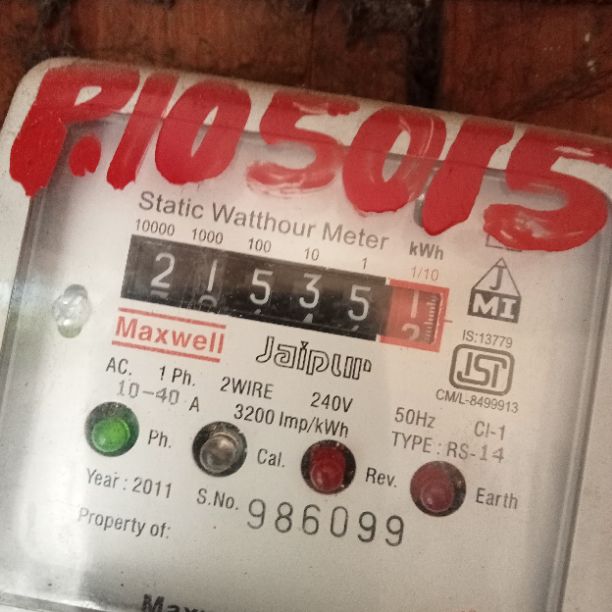 P.105015
Static Watthour Meter
kWh
10000 1000 100 10 1 1/10
2 1 5 3 5 1
J
MI
IS:13779
Maxwell
Jaipur
ISI
CM/L-8499913
AC. 1 Ph. 2WIRE 240V 50Hz Cl-1
10-40 A 3200 Imp/kWh TYPE : RS-14
Ph. Cal. Rev. Earth
Year : 2011 S.No. 986099
Property of: